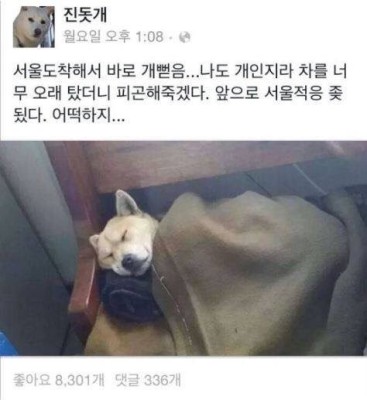 진돗개
월요일 오후 1:08 ·
서울도착해서 바로 개뻗음...나도 개인지라 차를 너
무 오래 탔더니 피곤해죽겠다. 앞으로 서울적응 좆
됐다. 어떡하지...
좋아요 8,301개 댓글 336개